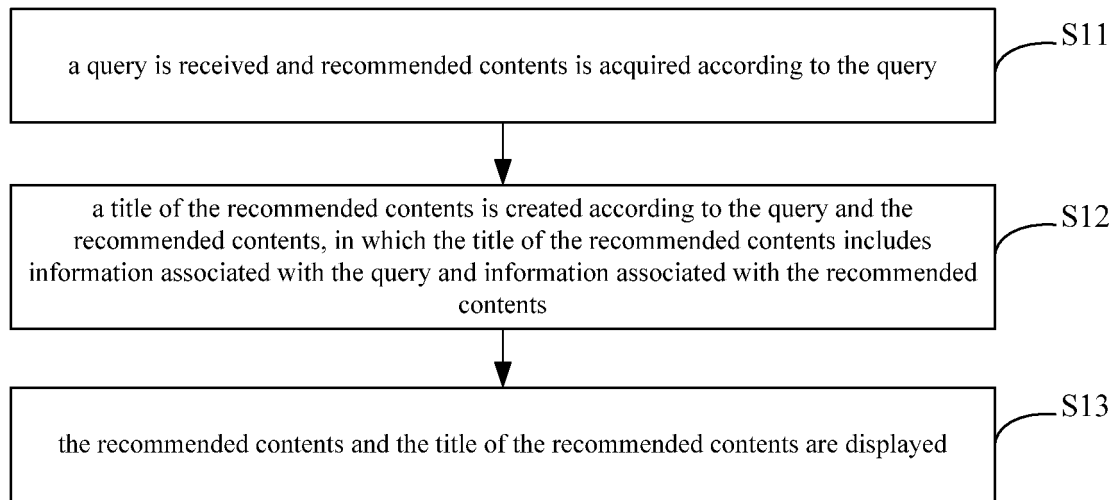 a query is received and recommended contents is acquired according to the query
S11
a title of the recommended contents is created according to the query and the
recommended contents, in which the title of the recommended contents includes
information associated with the query and information associated with the recommended
contents
S12
the recommended contents and the title of the recommended contents are displayed
S13